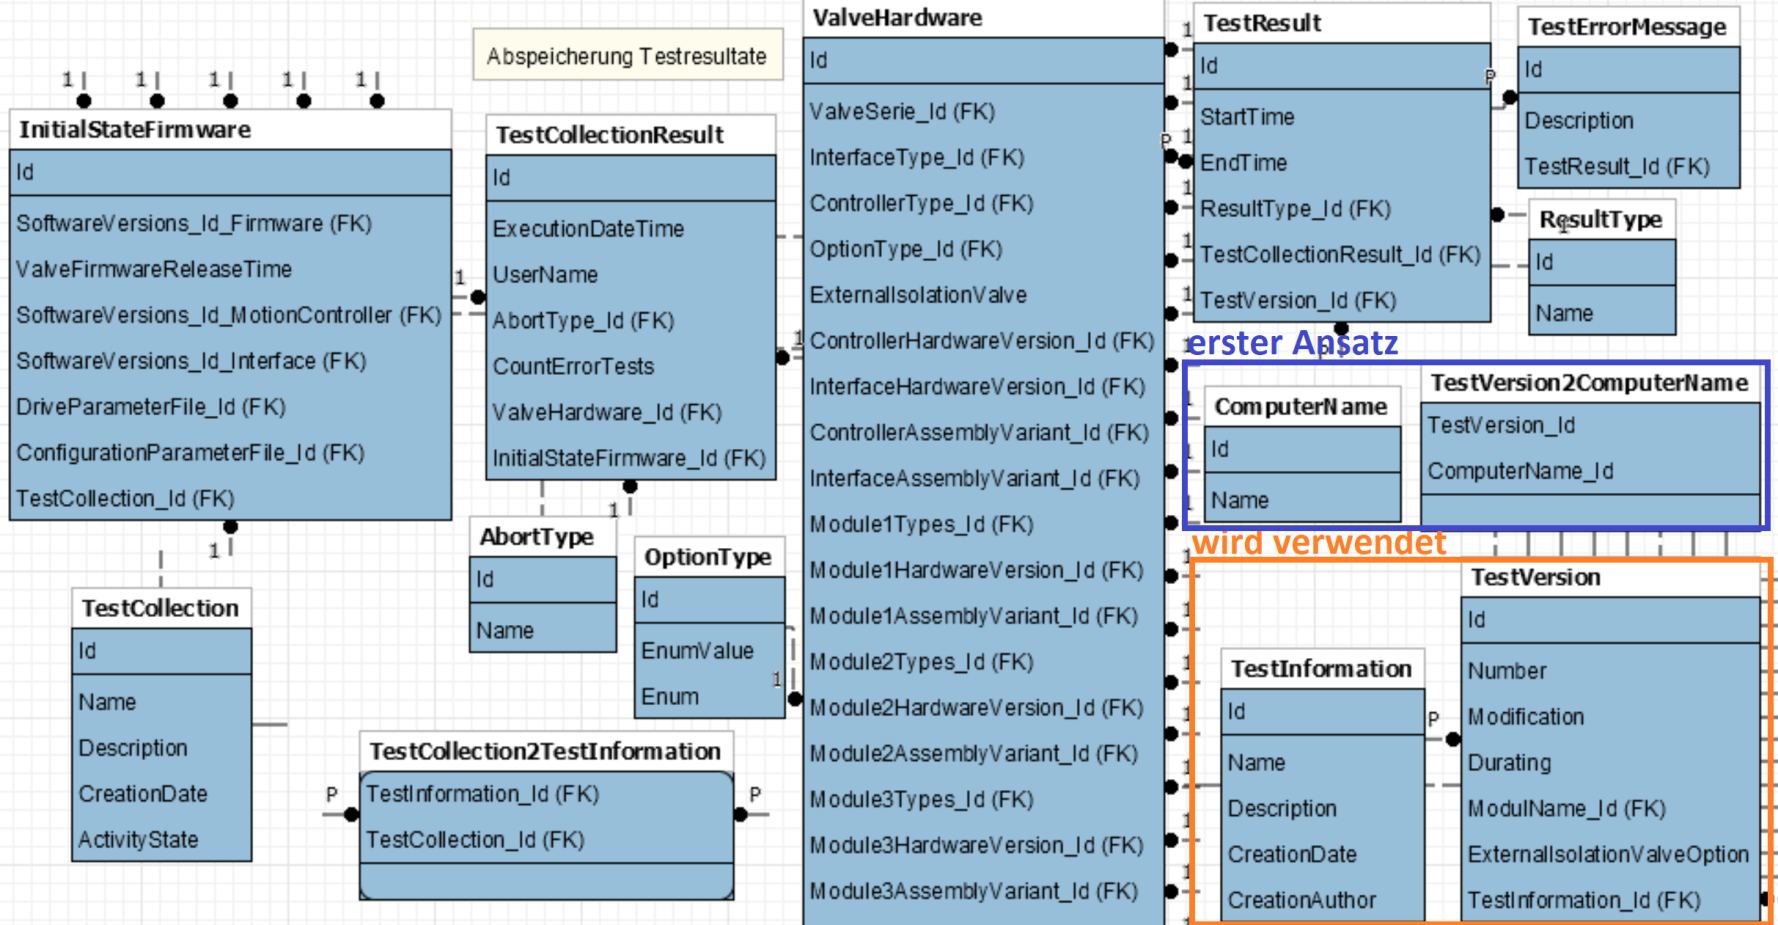 Abspeicherung Testresultate
InitialStateFirmware
Id
SoftwareVersions_Id_Firmware (FK)
ValveFirmwareReleaseTime
SoftwareVersions_Id_MotionController (FK)
SoftwareVersions_Id_Interface (FK)
DriveParameterFile_Id (FK)
ConfigurationParameterFile_Id (FK)
TestCollection_Id (FK)
TestCollectionResult
Id
ExecutionDateTime
UserName
AbortType_Id (FK)
CountErrorTests
ValveHardware_Id (FK)
InitialStateFirmware_Id (FK)
TestCollection
Id
Name
Description
CreationDate
ActivityState
AbortType
Id
Name
OptionType
Id
EnumValue
Enum
TestCollection2TestInformation
TestInformation_Id (FK)
TestCollection_Id (FK)
ValveHardware
Id
ValveSerie_Id (FK)
InterfaceType_Id (FK)
ControllerType_Id (FK)
OptionType_Id (FK)
ExternalIsolationValve
ControllerHardwareVersion_Id (FK)
InterfaceHardwareVersion_Id (FK)
ControllerAssemblyVariant_Id (FK)
InterfaceAssemblyVariant_Id (FK)
Module1Types_Id (FK)
Module1HardwareVersion_Id (FK)
Module1AssemblyVariant_Id (FK)
Module2Types_Id (FK)
Module2HardwareVersion_Id (FK)
Module2AssemblyVariant_Id (FK)
Module3Types_Id (FK)
Module3HardwareVersion_Id (FK)
Module3AssemblyVariant_Id (FK)
TestResult
Id
StartTime
EndTime
ResultType_Id (FK)
TestCollectionResult_Id (FK)
TestVersion_Id (FK)
TestErrorMessage
Id
Description
TestResult_Id (FK)
ResultType
Id
Name
erster Ansatz
ComputerName
Id
Name
TestVersion2ComputerName
TestVersion_Id
ComputerName_Id
wird verwendet
TestInformation
Id
Name
Description
CreationDate
CreationAuthor
TestVersion
Id
Number
Modification
Durating
ModulName_Id (FK)
ExternalIsolationValveOption
TestInformation_Id (FK)